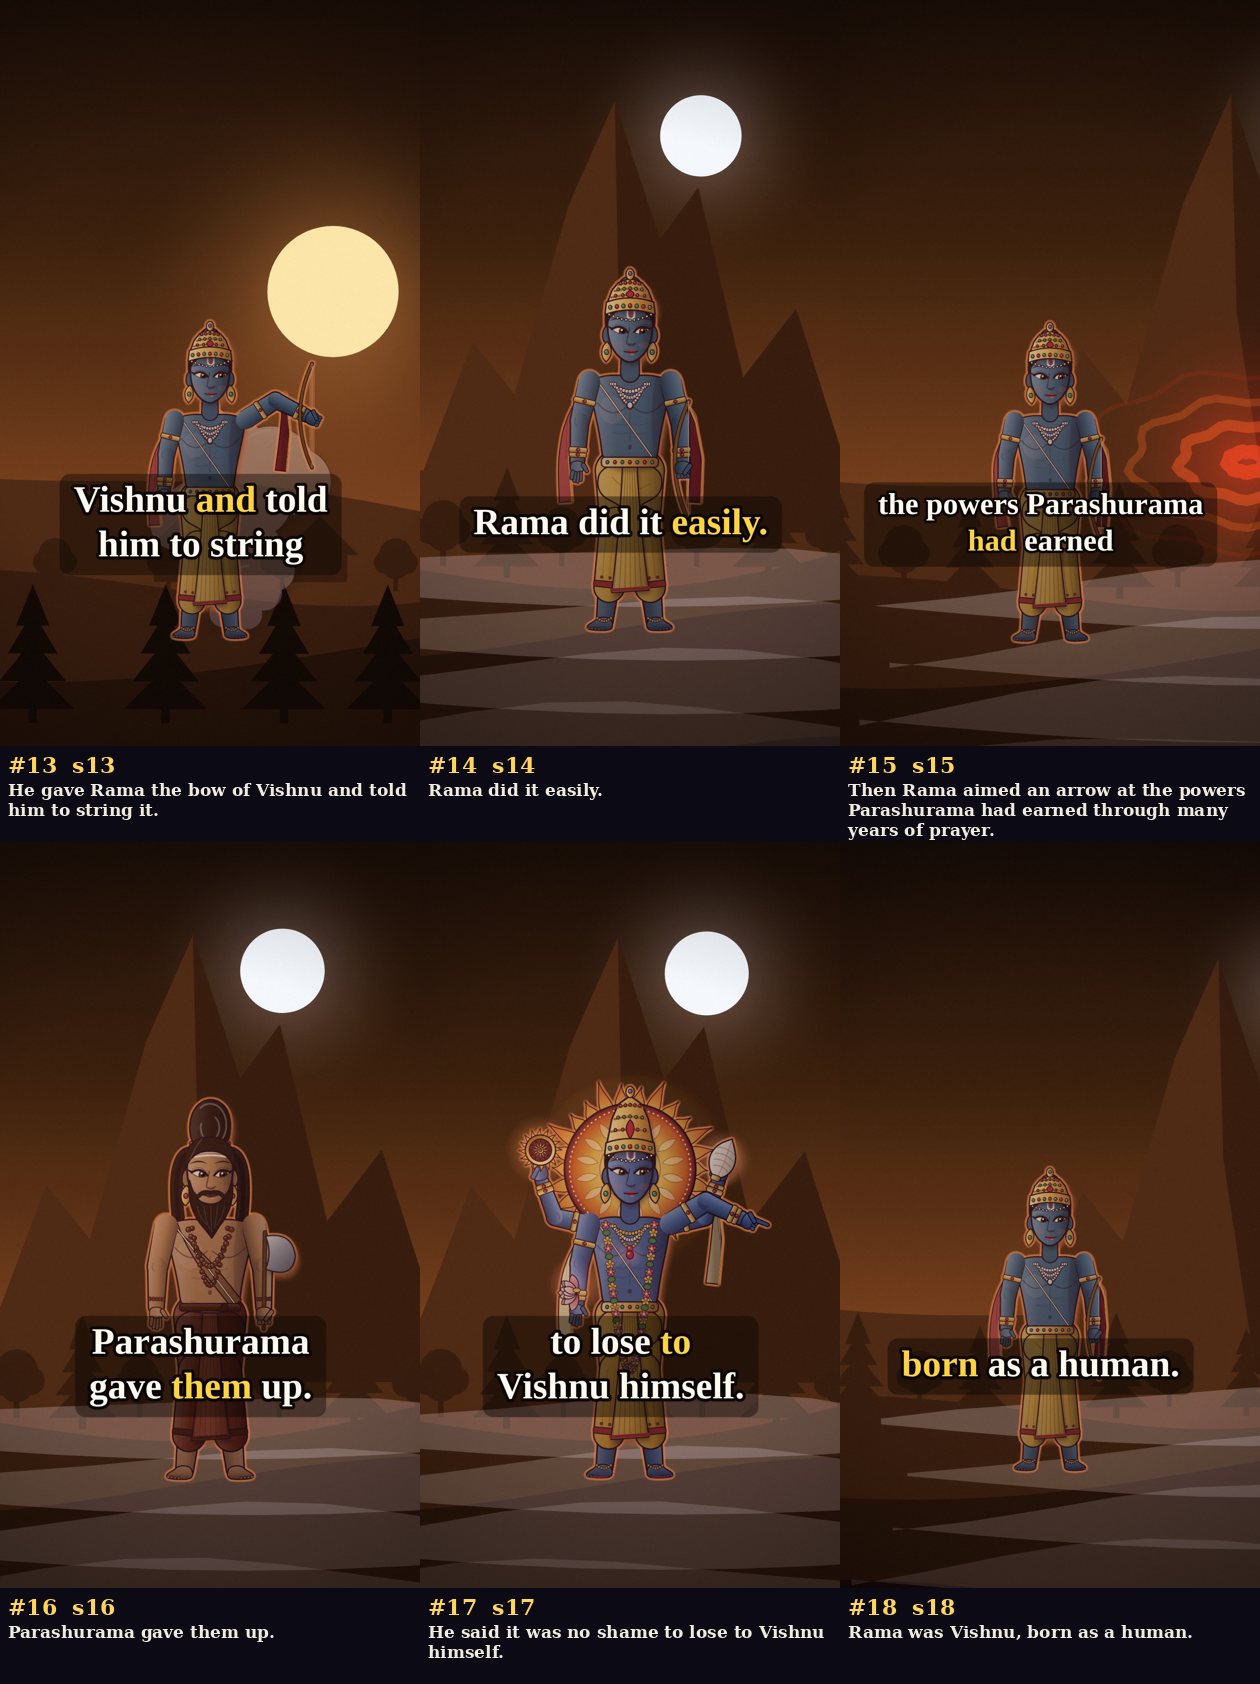 Vishnu and told
him to string
Rama did it easily.
the powers Parashurama
had earned
#13 s13
He gave Rama the bow of Vishnu and told
him to string it.
#14 s14
Rama did it easily.
#15 s15
Then Rama aimed an arrow at the powers
Parashurama had earned through many
years of prayer.
Parashurama
gave them up.
to lose to
Vishnu himself.
born as a human.
#16 s16
Parashurama gave them up.
#17 s17
He said it was no shame to lose to Vishnu
himself.
#18 s18
Rama was Vishnu, born as a human.